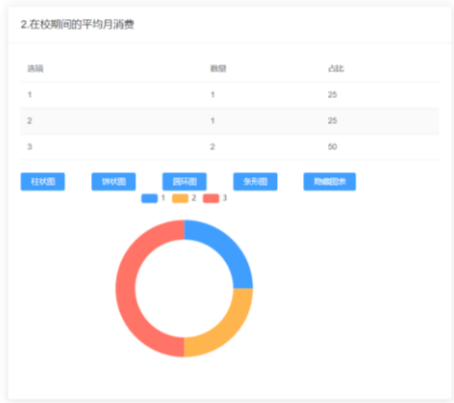 2.在校期间的平均月消费
选项 数量 占比
1 1 25
2 1 25
3 2 50
柱状图 饼状图 圆环图 条形图 隐藏图表
1 2 3